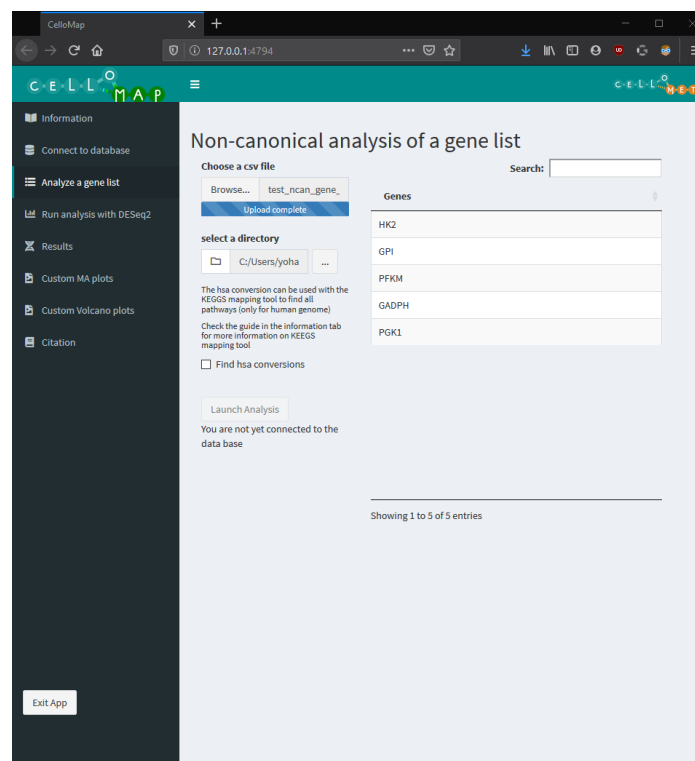 CelloMap
127.0.0.1:4794
C·E·L·L·O
M·A·P
C·E·L·L·O
M·E·T
Information
Connect to database
Analyze a gene list
Run analysis with DESeq2
Results
Custom MA plots
Custom Volcano plots
Citation
Exit App
Non-canonical analysis of a gene list
Choose a csv file
Browse... test_ncan_gene_
Upload complete
select a directory
C:/Users/yoha ...
The hsa conversion can be used with the
KEGGS mapping tool to find all
pathways (only for human genome)
Check the guide in the information tab
for more information on KEEGS
mapping tool
Find hsa conversions
Launch Analysis
You are not yet connected to the
data base
Search:
Genes
HK2
GPI
PFKM
GADPH
PGK1
Showing 1 to 5 of 5 entries